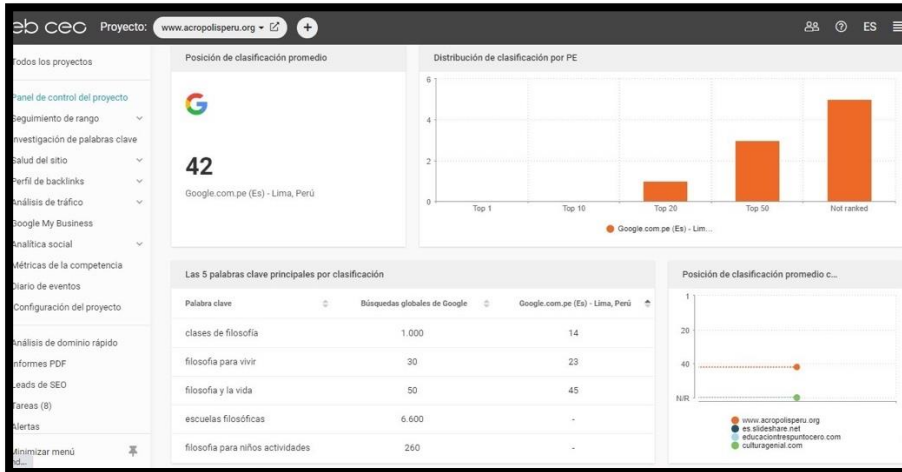 eb ceo Proyecto: www.acropolisperu.org + ES
Todos los proyectos
Panel de control del proyecto
Seguimiento de rango
Investigación de palabras clave
Salud del sitio
Perfil de backlinks
Análisis de tráfico
Google My Business
Analítica social
Métricas de la competencia
Diario de eventos
Configuración del proyecto
Análisis de dominio rápido
Informes PDF
Leads de SEO
Tareas (8)
Alertas
Minimizar menú
Posición de clasificación promedio
G
42
Google.com.pe (Es) - Lima, Perú
Distribución de clasificación por PE
6
4
2
0
Top 1 Top 10 Top 20 Top 50 Not ranked
Google.com.pe (Es) - Lim...
Las 5 palabras clave principales por clasificación
Palabra clave Búsquedas globales de Google Google.com.pe (Es) - Lima, Perú
clases de filosofía 1.000 14
filosofia para vivir 30 23
filosofia y la vida 50 45
escuelas filosóficas 6.600 -
filosofia para niños actividades 260 -
Posición de clasificación promedio c...
1
20
40
N/R
www.acropolisperu.org
es.slideshare.net
educaciontrespuntocero.com
culturagenial.com